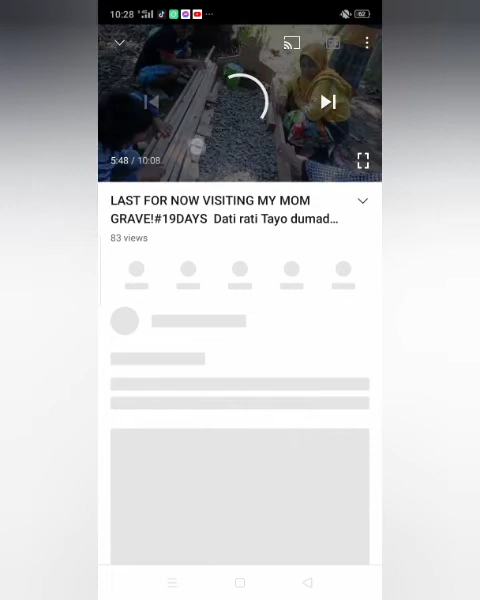 10:28
62
5:48 / 10:08
LAST FOR NOW VISITING MY MOM
GRAVE!#19DAYS Dati rati Tayo dumad...
83 views